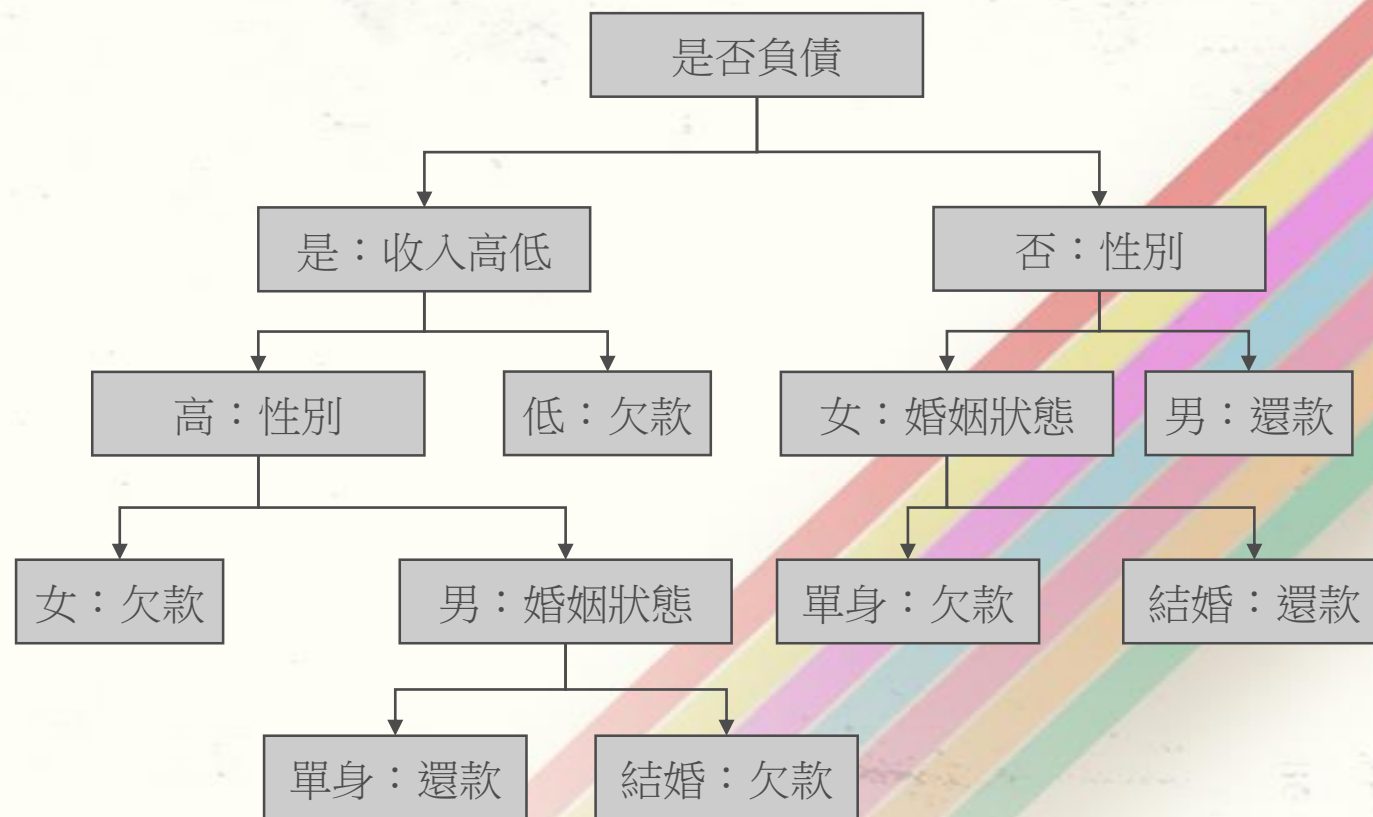 是否負債
是：收入高低
否：性別
高：性別
低：欠款
女：婚姻狀態
男：還款
女：欠款
男：婚姻狀態
單身：欠款
結婚：還款
單身：還款
結婚：欠款